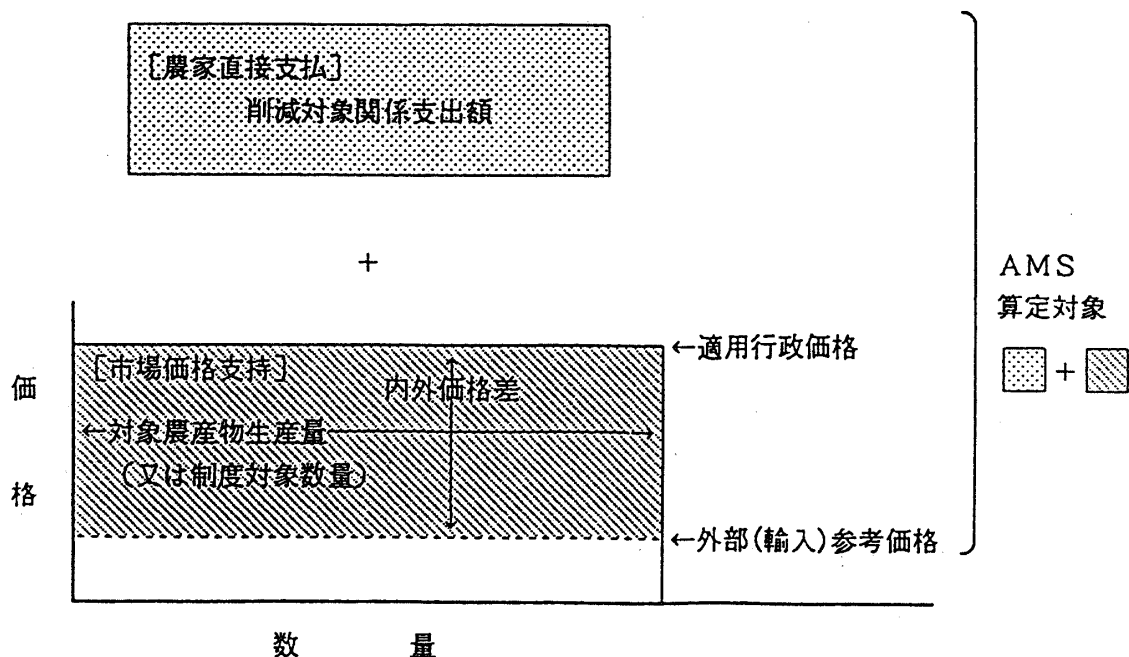 [農家直接支払]
削減対象関係支出額
+
AMS
算定対象
+
価格
←適用行政価格
[市場価格支持]
内外価格差
←対象農産物生産量→
(又は制度対象数量)
←外部(輸入)参考価格
数量